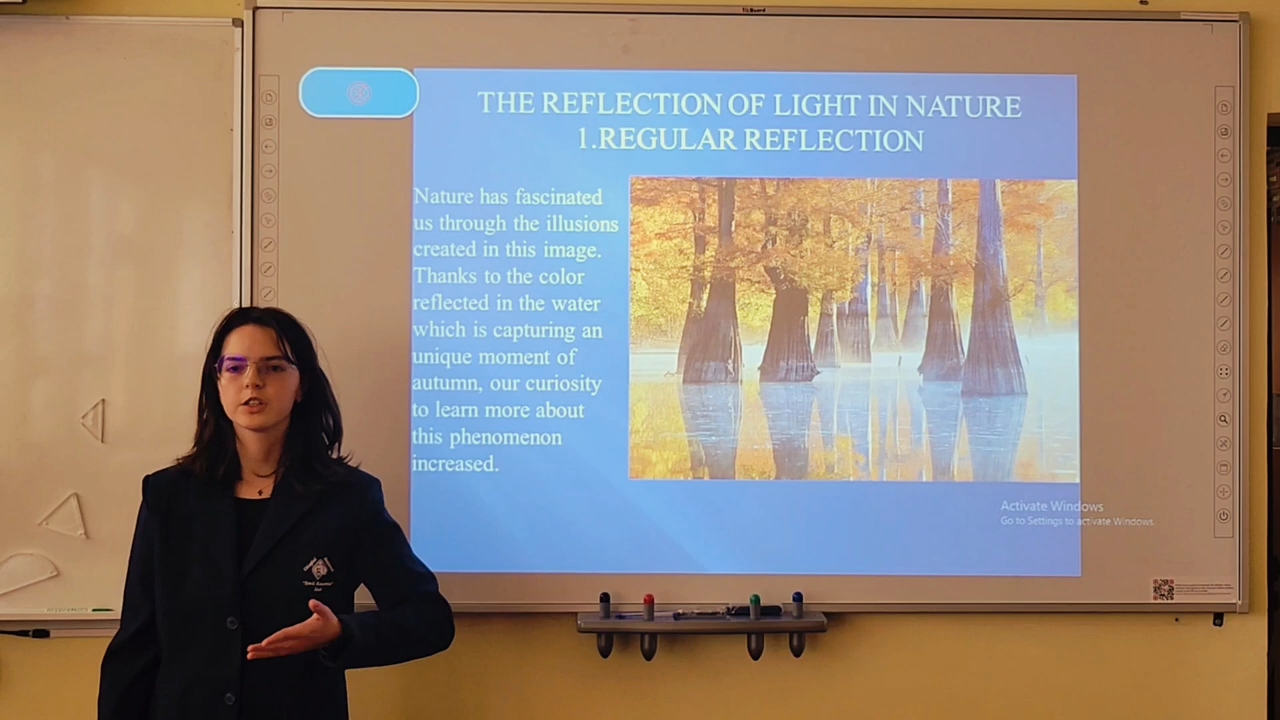 TICBoard
THE REFLECTION OF LIGHT IN NATURE
1.REGULAR REFLECTION
Nature has fascinated
us through the illusions
created in this image.
Thanks to the color
reflected in the water
which is capturing an
unique moment of
autumn, our curiosity
to learn more about
this phenomenon
increased.
Activate Windows
Go to Settings to activate Windows.